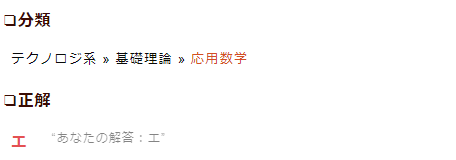 ❏分類
テクノロジ系 » 基礎理論 » 応用数学
❏正解
エ “あなたの解答：エ”